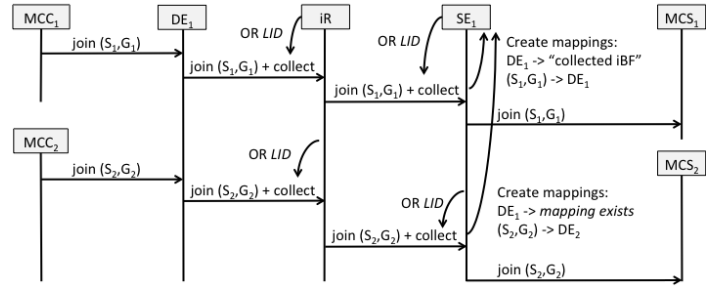 MCC1 DE1 iR SE1 MCS1
OR LID OR LID
join (S1,G1)
Create mappings:
DE1 -> “collected iBF”
(S1,G1) -> DE1
join (S1,G1) + collect
join (S1,G1) + collect
join (S1,G1)
MCC2
OR LID
MCS2
join (S2,G2)
join (S2,G2) + collect
OR LID
Create mappings:
DE1 -> mapping exists
(S2,G2) -> DE2
join (S2,G2) + collect
join (S2,G2)